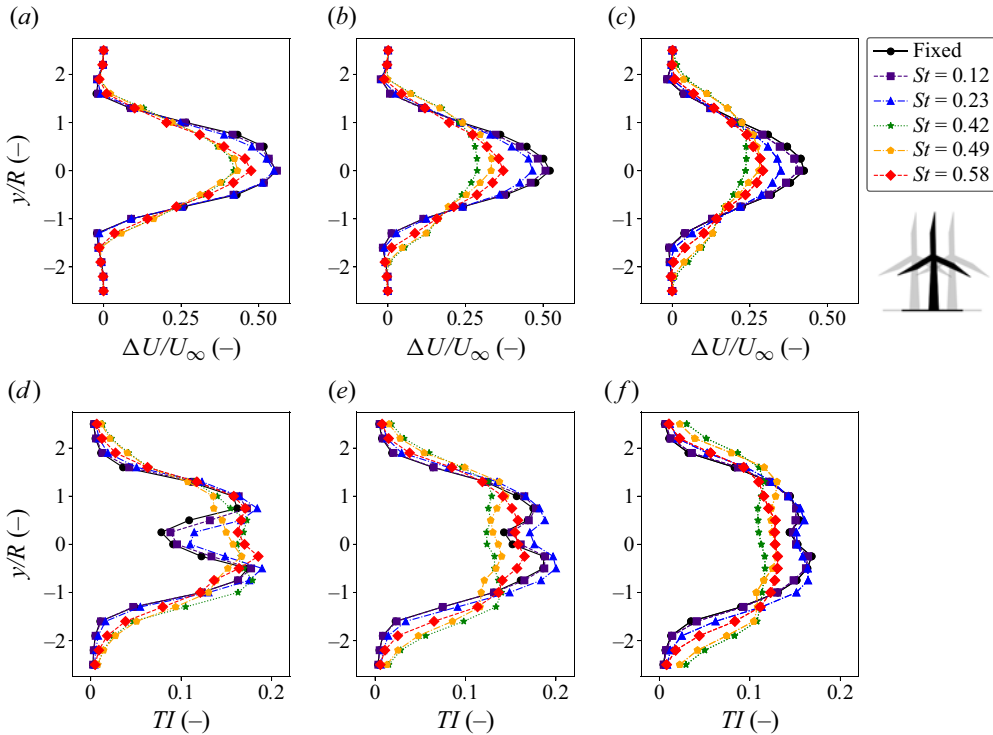 (a)
(b)
(c)
2
1
0
–1
–2
y/R (–)
0 0.25 0.50
0 0.25 0.50
0 0.25 0.50
ΔU/U∞ (–)
ΔU/U∞ (–)
ΔU/U∞ (–)
Fixed
St = 0.12
St = 0.23
St = 0.42
St = 0.49
St = 0.58
(d)
(e)
(f)
2
1
0
–1
–2
y/R (–)
0 0.1 0.2
0 0.1 0.2
0 0.1 0.2
TI (–)
TI (–)
TI (–)